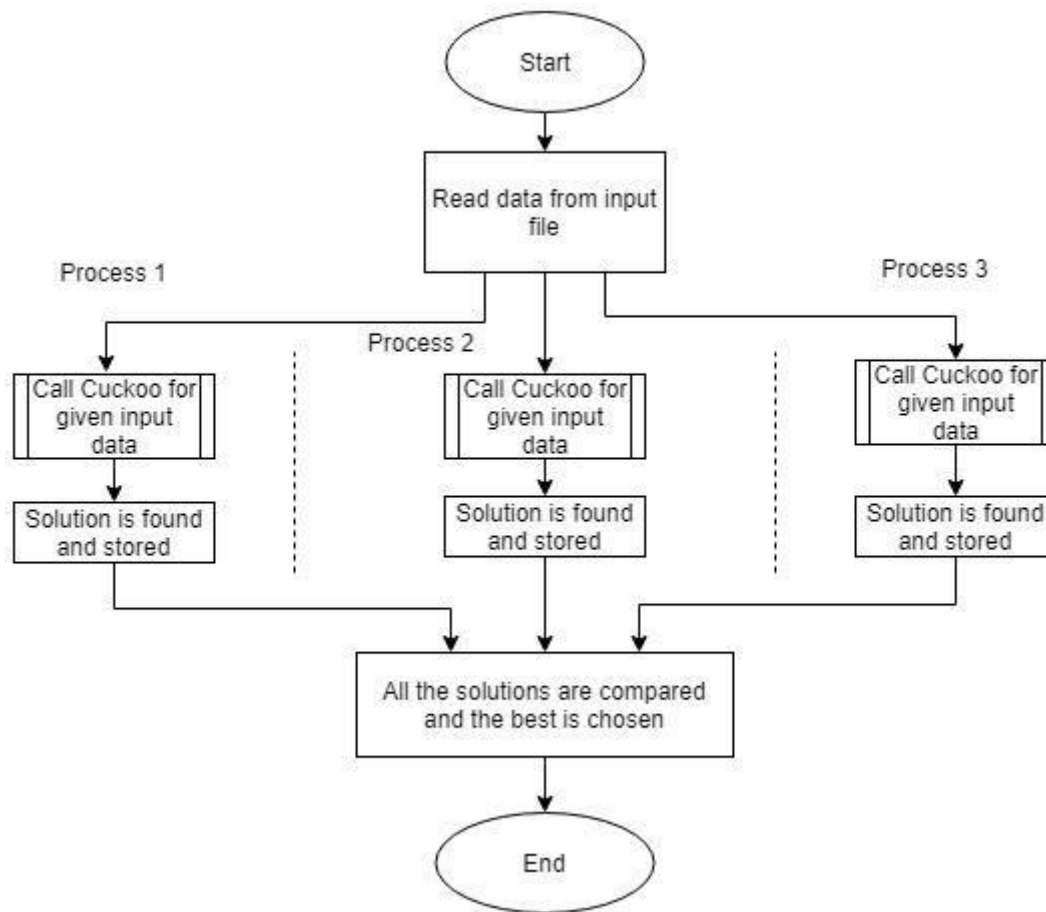 Start
Read data from input
file
Process 1
Process 3
Process 2
Call Cuckoo for
given input
data
Call Cuckoo for
given input
data
Call Cuckoo for
given input
data
Solution is found
and stored
Solution is found
and stored
Solution is found
and stored
All the solutions are compared
and the best is chosen
End